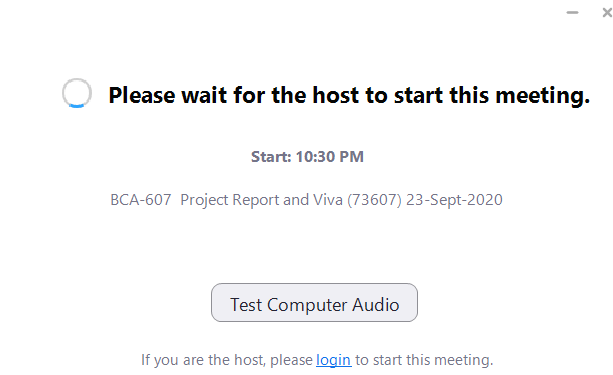 Please wait for the host to start this meeting.
Start: 10:30 PM
BCA-607 Project Report and Viva (73607) 23-Sept-2020
Test Computer Audio
If you are the host, please login to start this meeting.